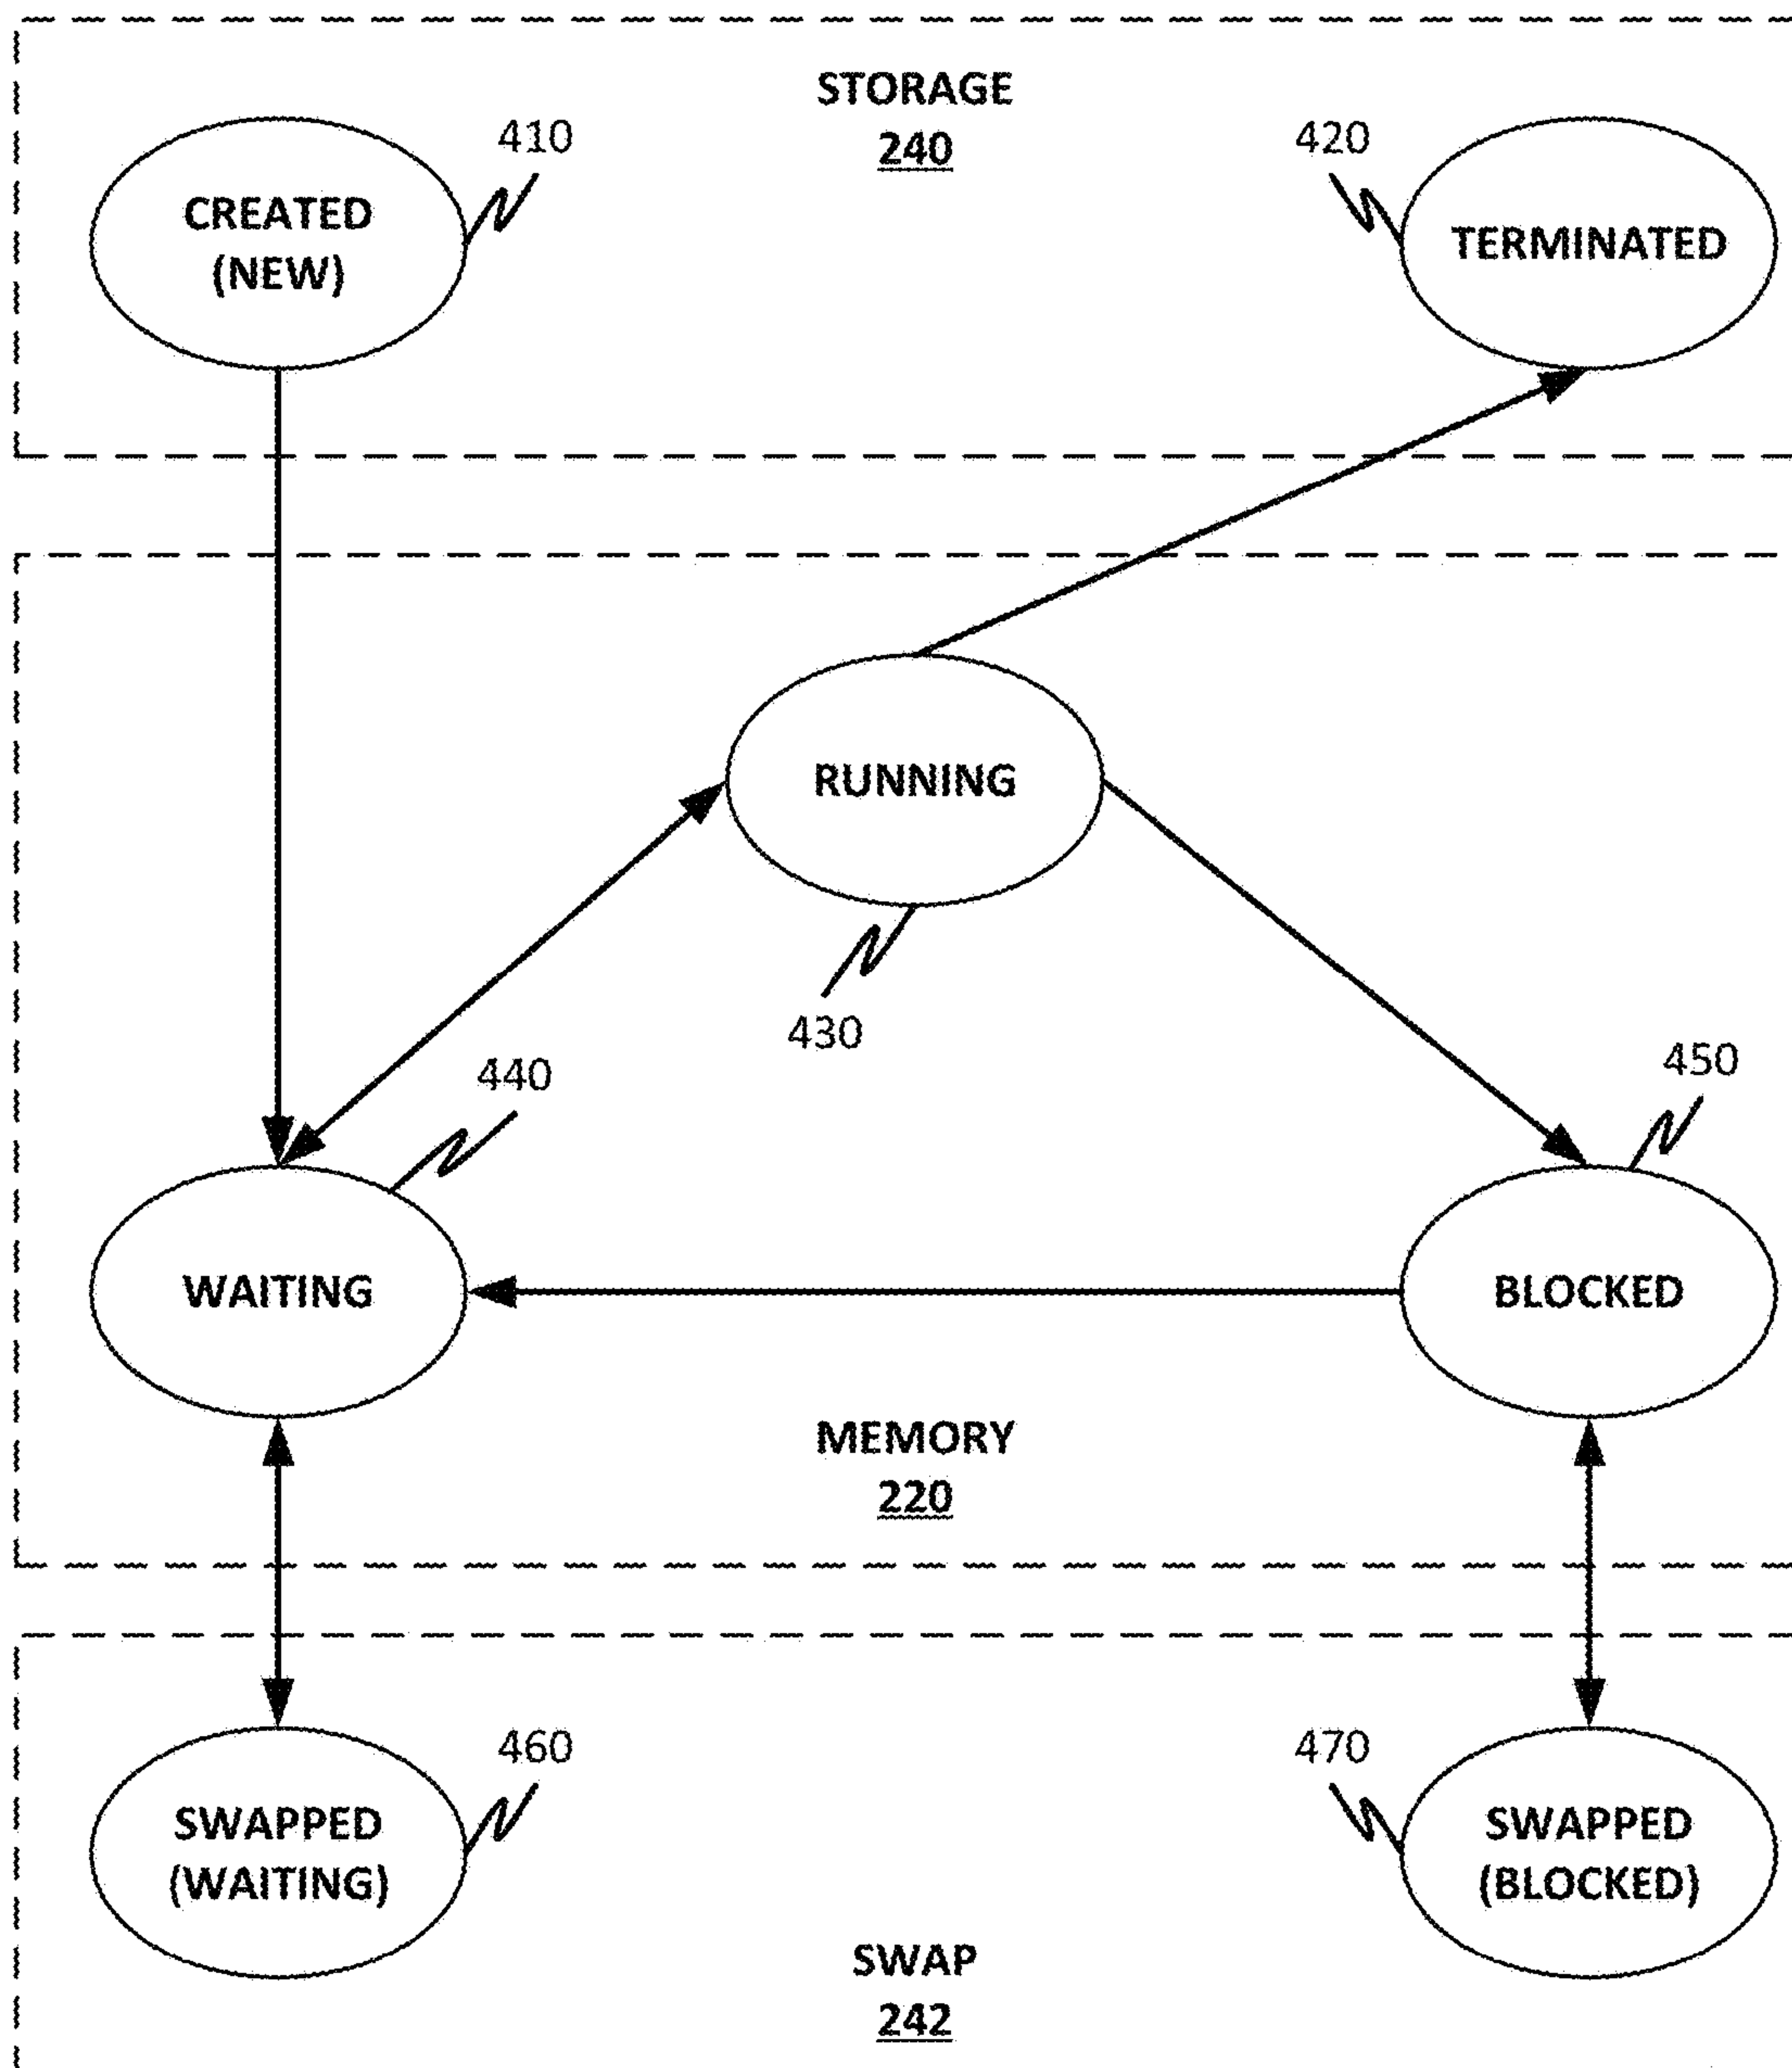 STORAGE
240
410
420
CREATED
(NEW)
TERMINATED
RUNNING
430
440
450
WAITING
BLOCKED
MEMORY
220
460
470
SWAPPED
(WAITING)
SWAPPED
(BLOCKED)
SWAP
242